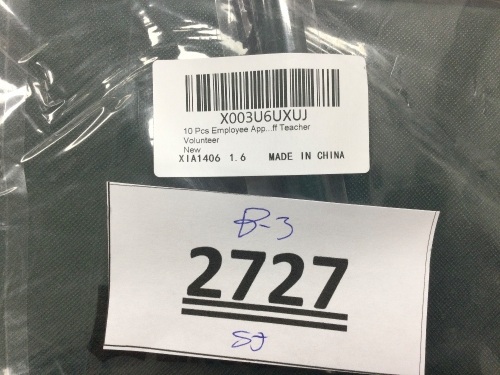 X003U6UXUJ
10 Pcs Employee App...ff Teacher
Volunteer
New
XIA1406 1.6 MADE IN CHINA
B-3
2727
SJ